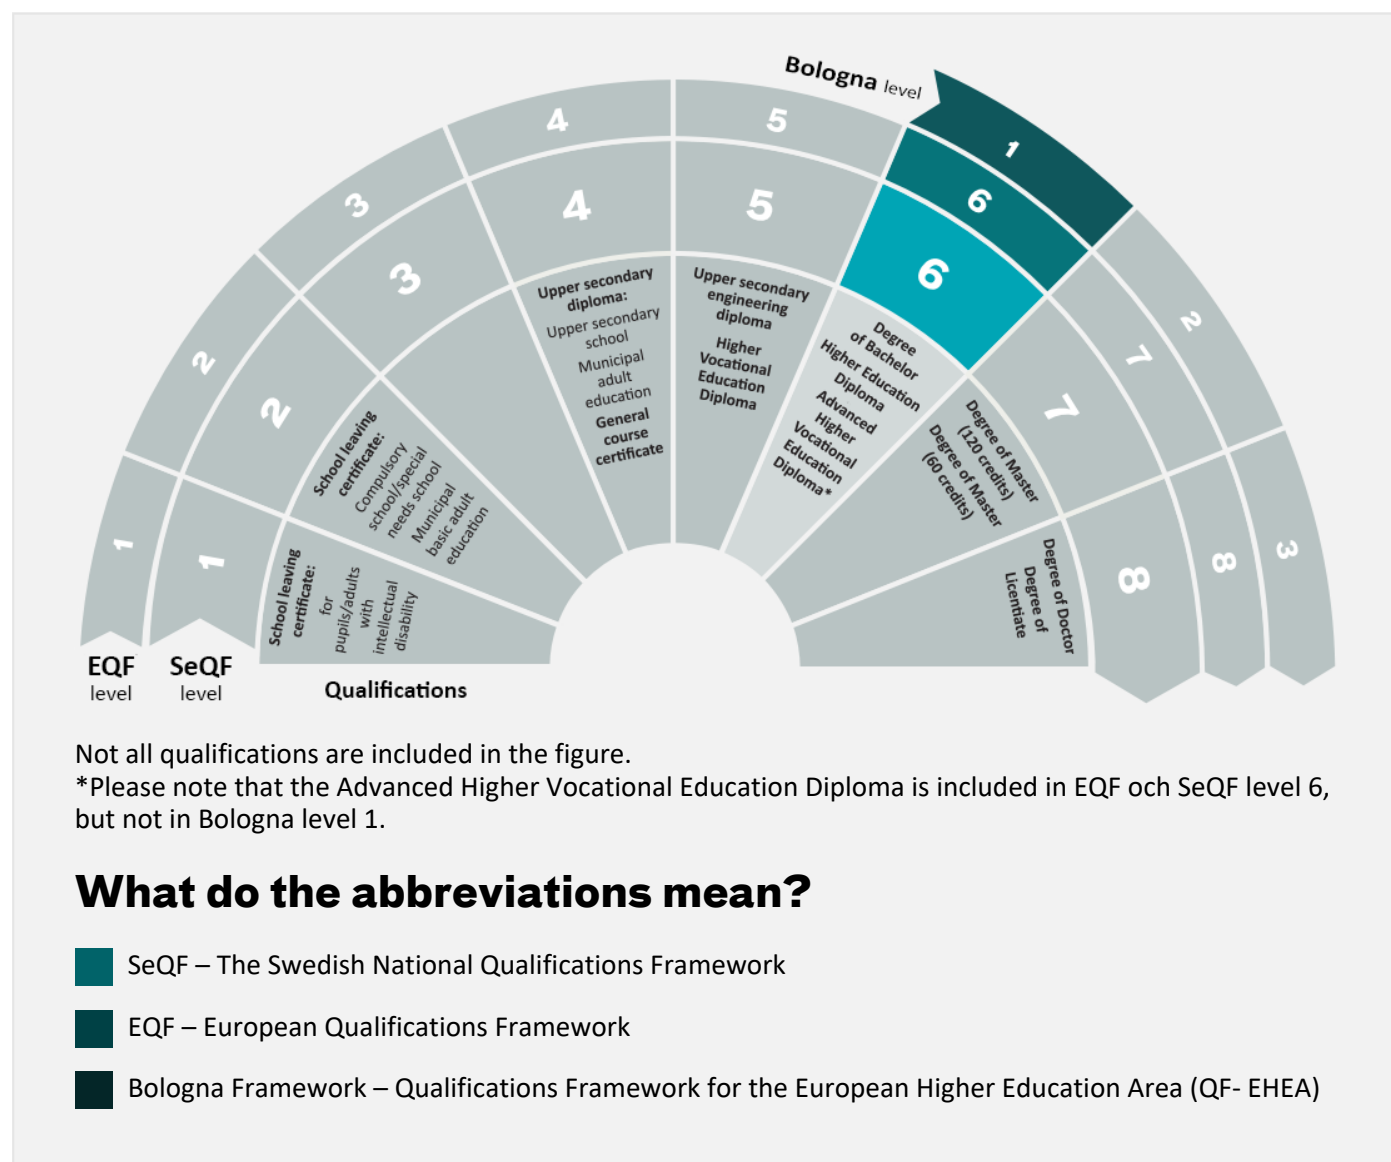 Bologna level
1
2
3
4
5
6
7
8
1
2
3
1
2
3
4
5
6
7
8
School leaving
certificate:
for
pupils/adults
with
intellectual
disability
School leaving
certificate:
Compulsory
school/special
needs school
Municipal
basic adult
education
Upper secondary
diploma:
Upper secondary
school
Municipal
adult
education
General
course
certificate
Upper secondary
engineering
diploma
Higher
Vocational
Education
Diploma
Degree
of Bachelor
Higher Education
Diploma
Advanced
Higher
Vocational
Education
Diploma*
Degree of Master
(120 credits)
Degree of Master
(60 credits)
Degree of Doctor
Degree of
Licentiate
EQF
level
SeQF
level
Qualifications
Not all qualifications are included in the figure.
*Please note that the Advanced Higher Vocational Education Diploma is included in EQF och SeQF level 6,
but not in Bologna level 1.
What do the abbreviations mean?
SeQF – The Swedish National Qualifications Framework
EQF – European Qualifications Framework
Bologna Framework – Qualifications Framework for the European Higher Education Area (QF- EHEA)